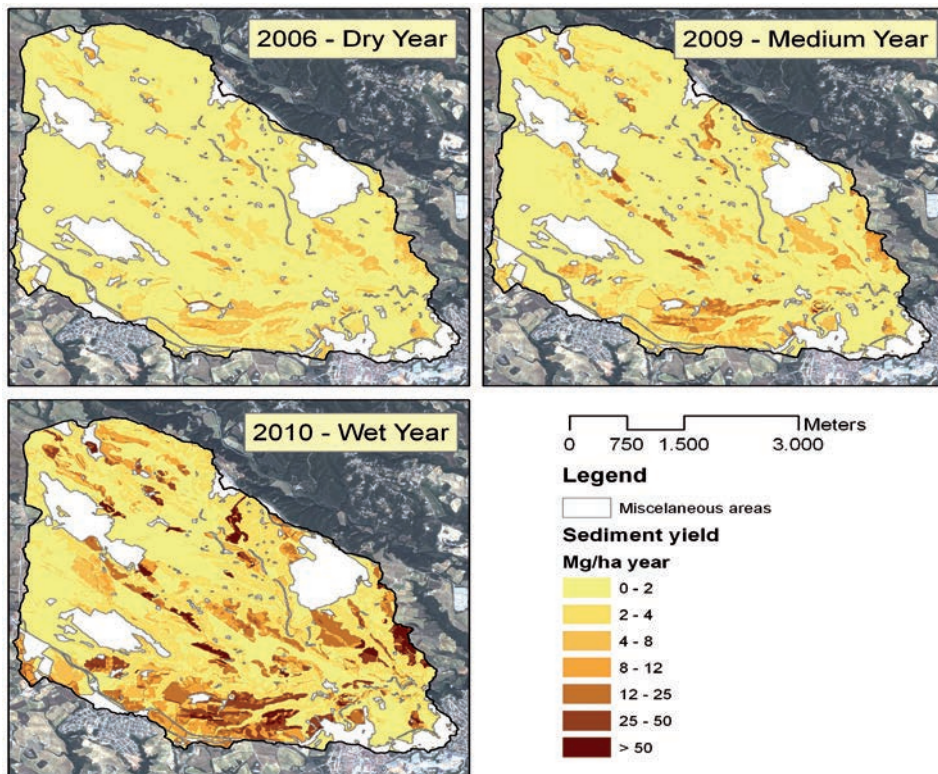 2006 - Dry Year
2009 - Medium Year
2010 - Wet Year
Meters
0 750 1.500 3.000
Legend
Miscelaneous areas
Sediment yield
Mg/ha year
0 - 2
2 - 4
4 - 8
8 - 12
12 - 25
25 - 50
> 50